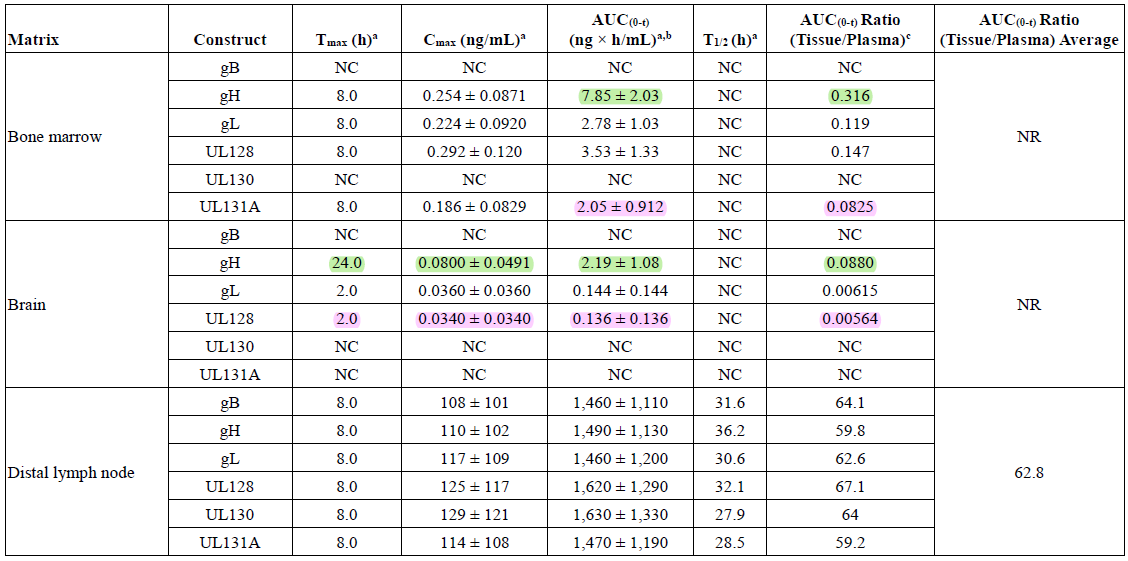 Matrix Construct Tmax (h)a Cmax (ng/mL)a AUC(0-t) (ng × h/mL)a,b T1/2 (h)a AUC(0-t) Ratio (Tissue/Plasma)c AUC(0-t) Ratio (Tissue/Plasma) Average
Bone marrow
gB NC NC NC NC NC
gH 8.0 0.254 ± 0.0871 7.85 ± 2.03 NC 0.316
gL 8.0 0.224 ± 0.0920 2.78 ± 1.03 NC 0.119
UL128 8.0 0.292 ± 0.120 3.53 ± 1.33 NC 0.147
UL130 NC NC NC NC NC
UL131A 8.0 0.186 ± 0.0829 2.05 ± 0.912 NC 0.0825
NR
Brain
gB NC NC NC NC NC
gH 24.0 0.0800 ± 0.0491 2.19 ± 1.08 NC 0.0880
gL 2.0 0.0360 ± 0.0360 0.144 ± 0.144 NC 0.00615
UL128 2.0 0.0340 ± 0.0340 0.136 ± 0.136 NC 0.00564
UL130 NC NC NC NC NC
UL131A NC NC NC NC NC
NR
Distal lymph node
gB 8.0 108 ± 101 1,460 ± 1,110 31.6 64.1
gH 8.0 110 ± 102 1,490 ± 1,130 36.2 59.8
gL 8.0 117 ± 109 1,460 ± 1,200 30.6 62.6
UL128 8.0 125 ± 117 1,620 ± 1,290 32.1 67.1
UL130 8.0 129 ± 121 1,630 ± 1,330 27.9 64
UL131A 8.0 114 ± 108 1,470 ± 1,190 28.5 59.2
62.8